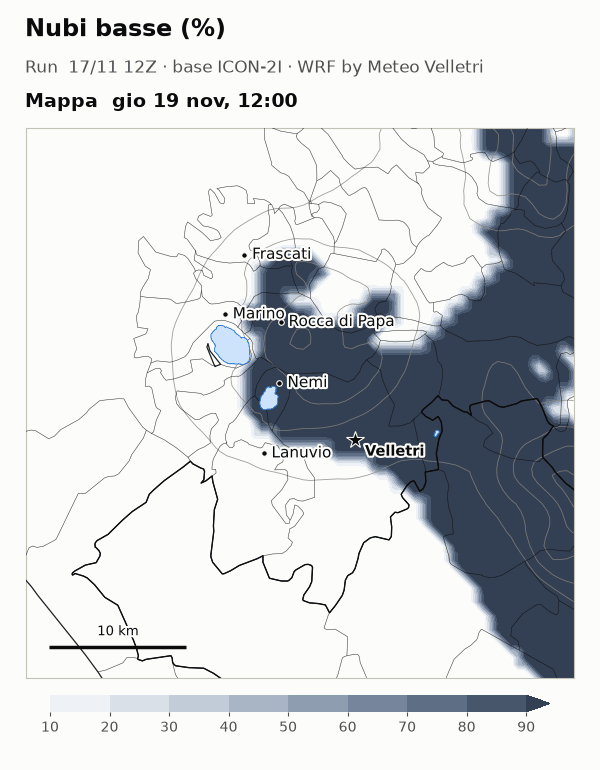 Nubi basse (%)
Run  17/11 12Z · base ICON-2I · WRF by Meteo Velletri
Mappa  gio 19 nov, 12:00
Frascati
Marino
Rocca di Papa
Nemi
Velletri
Lanuvio
10 km
10 20 30 40 50 60 70 80 90